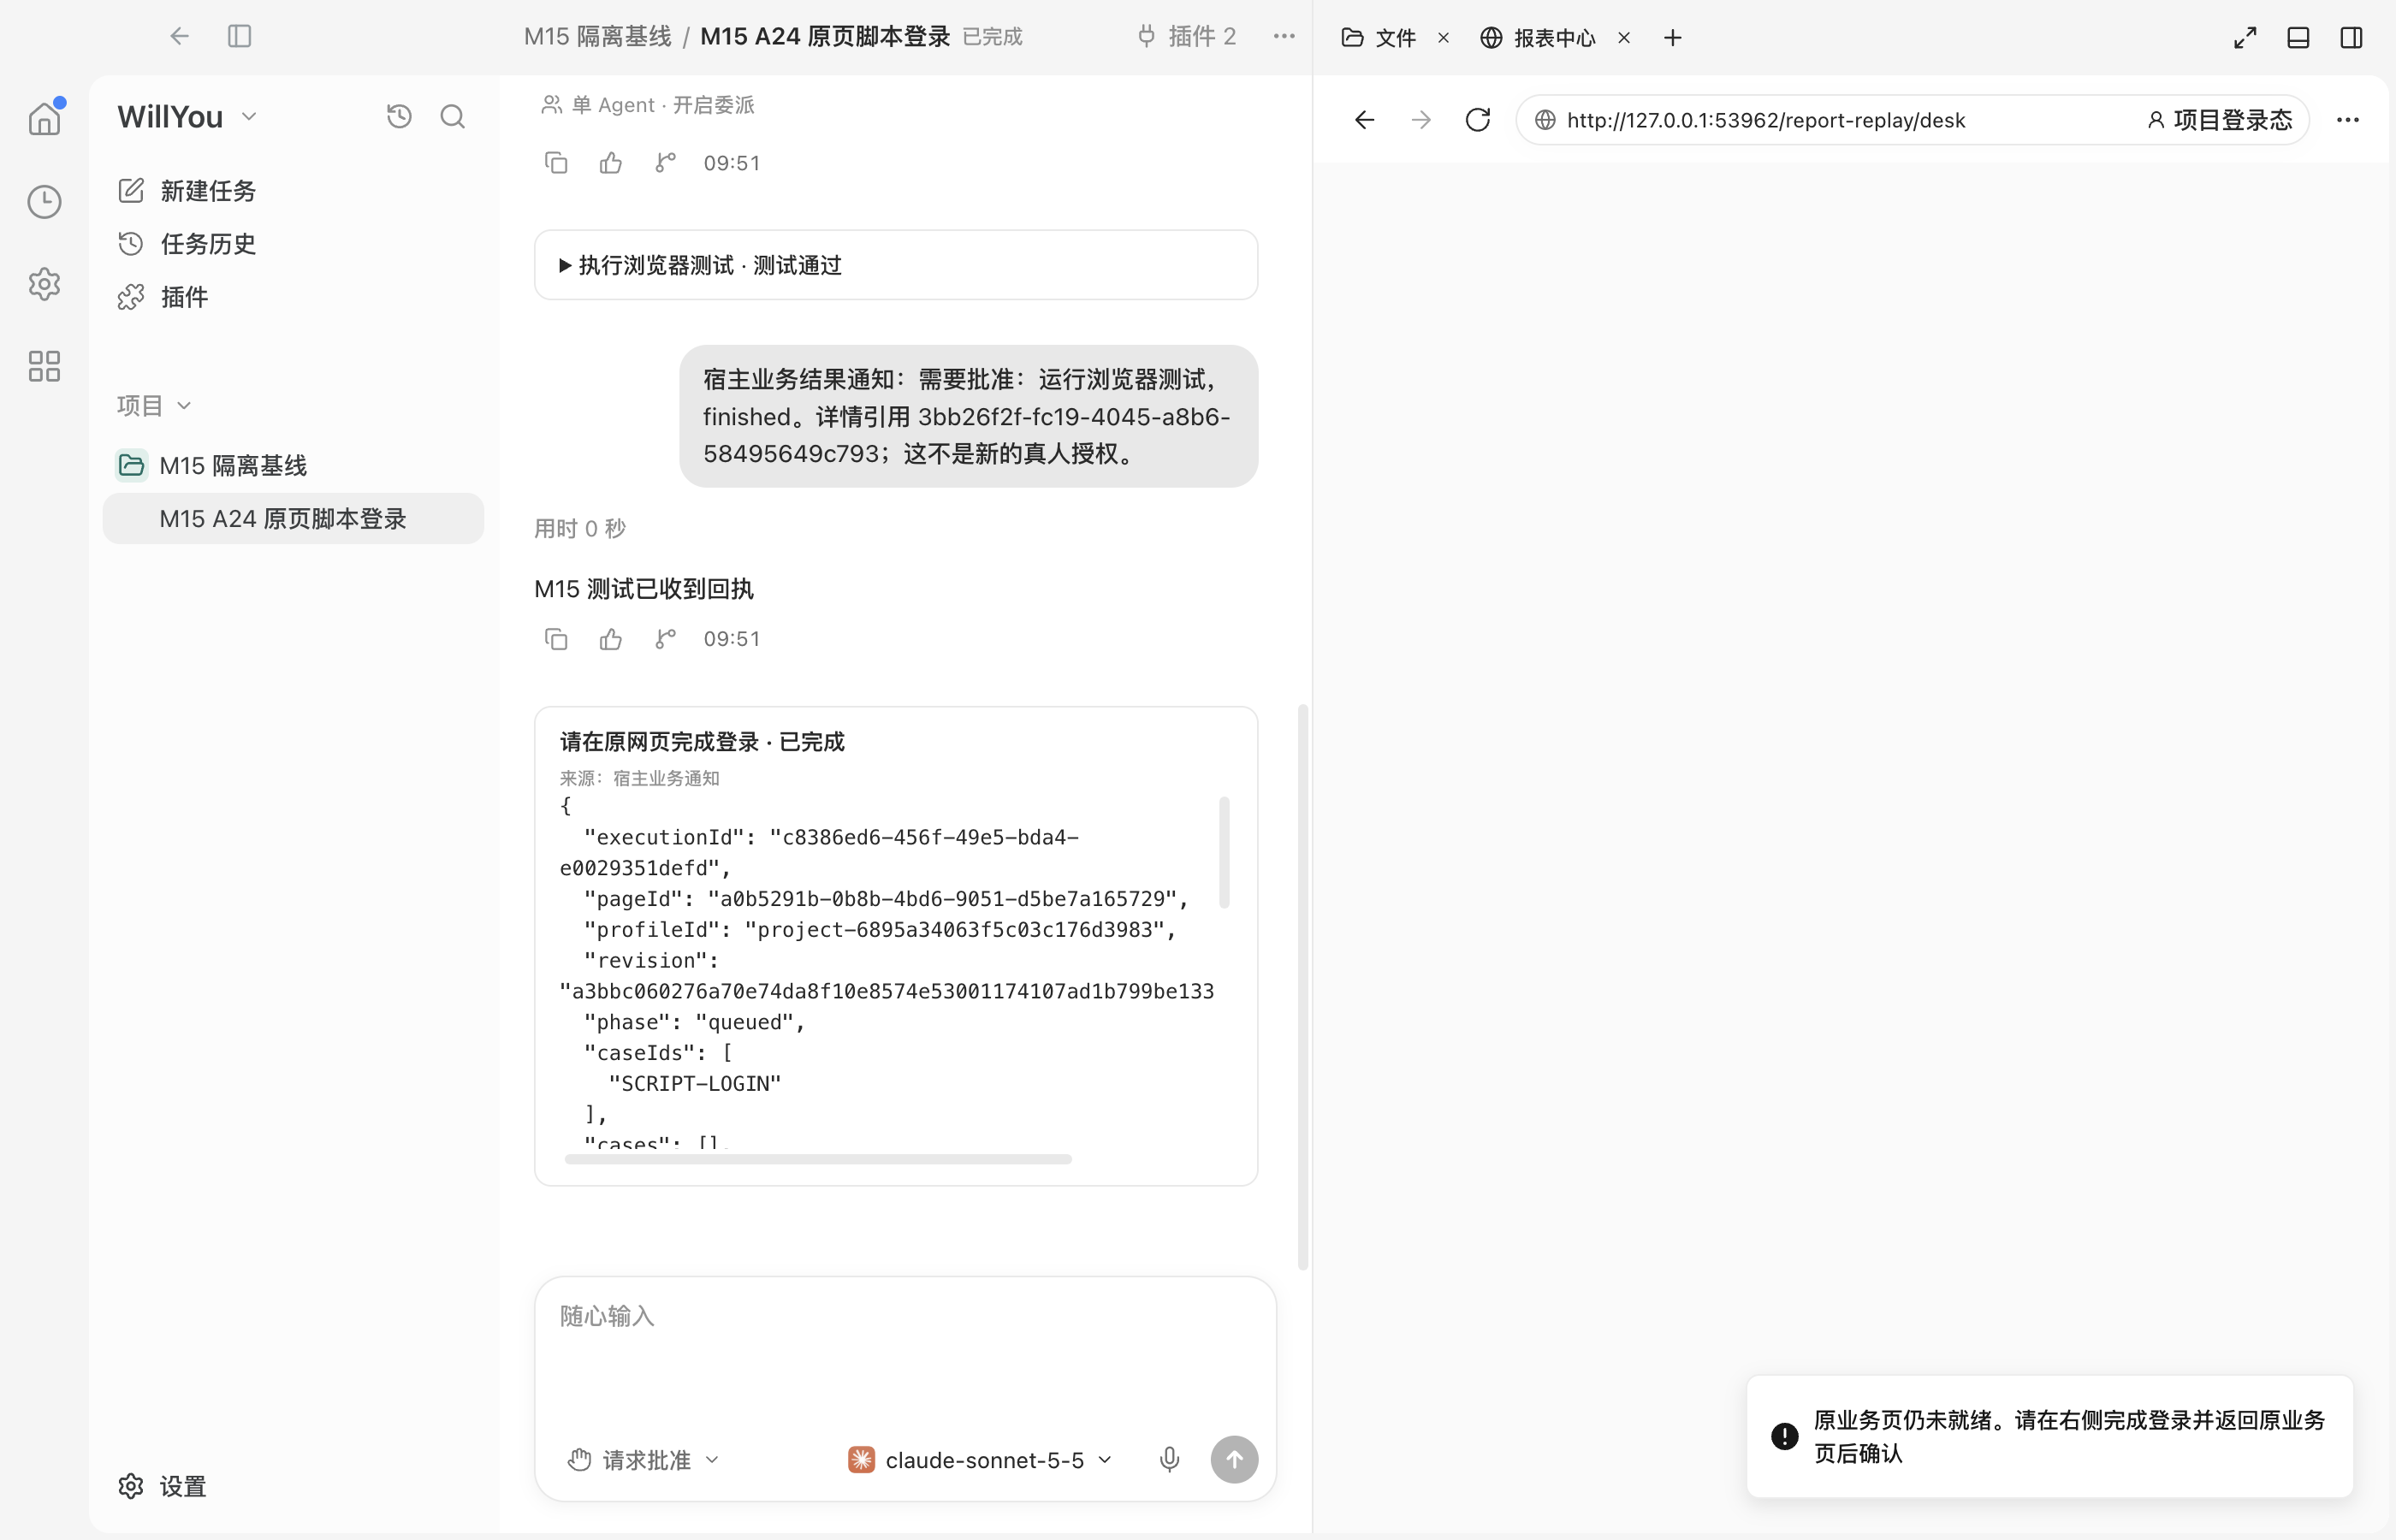 M15 隔离基线 / M15 A24 原页脚本登录 已完成
插件 2
文件
报表中心
WillYou
新建任务
任务历史
插件
项目
M15 隔离基线
M15 A24 原页脚本登录
设置
单 Agent · 开启委派
09:51
执行浏览器测试 · 测试通过
宿主业务结果通知：需要批准：运行浏览器测试，
finished。详情引用 3bb26f2f-fc19-4045-a8b6-
58495649c793；这不是新的真人授权。
用时 0 秒
M15 测试已收到回执
09:51
请在原网页完成登录 · 已完成
来源：宿主业务通知
{
"executionId": "c8386ed6-456f-49e5-bda4-
e0029351defd",
"pageId": "a0b5291b-0b8b-4bd6-9051-d5be7a165729",
"profileId": "project-6895a34063f5c03c176d3983",
"revision":
"a3bbc060276a70e74da8f10e8574e53001174107ad1b799be133
"phase": "queued",
"caseIds": [
"SCRIPT-LOGIN"
],
"cases": [],
随心输入
请求批准
claude-sonnet-5-5
http://127.0.0.1:53962/report-replay/desk
项目登录态
原业务页仍未就绪。请在右侧完成登录并返回原业务
页后确认